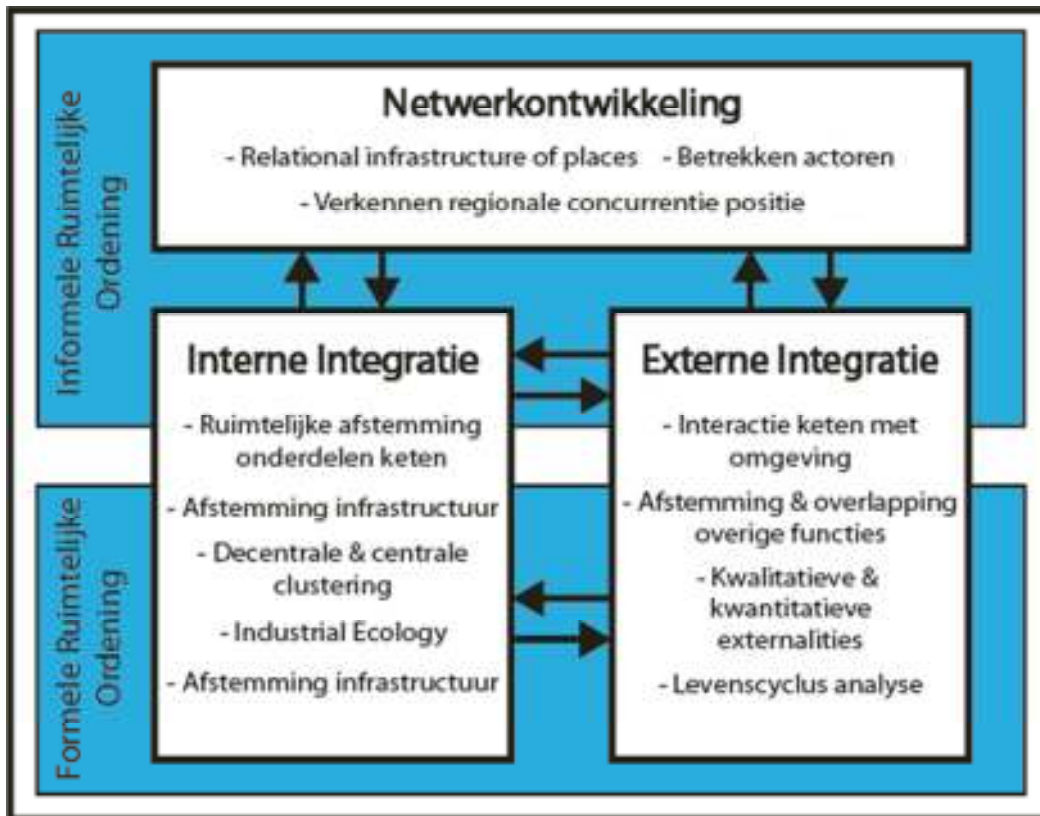 Informele Ruimtelijke
Ordening
Netwerkontwikkeling
- Relational infrastructure of places - Betrekken actoren
- Verkennen regionale concurrentie positie
Interne Integratie
- Ruimtelijke afstemming
onderdelen keten
- Afstemming infrastructuur
- Decentrale & centrale
clustering
- Industrial Ecology
- Afstemming infrastructuur
Externe Integratie
- Interactie keten met
omgeving
- Afstemming & overlapping
overige functies
- Kwalitatieve &
kwantitatieve
externalities
- Levenscyclus analyse
Formele Ruimtelijke
Ordening